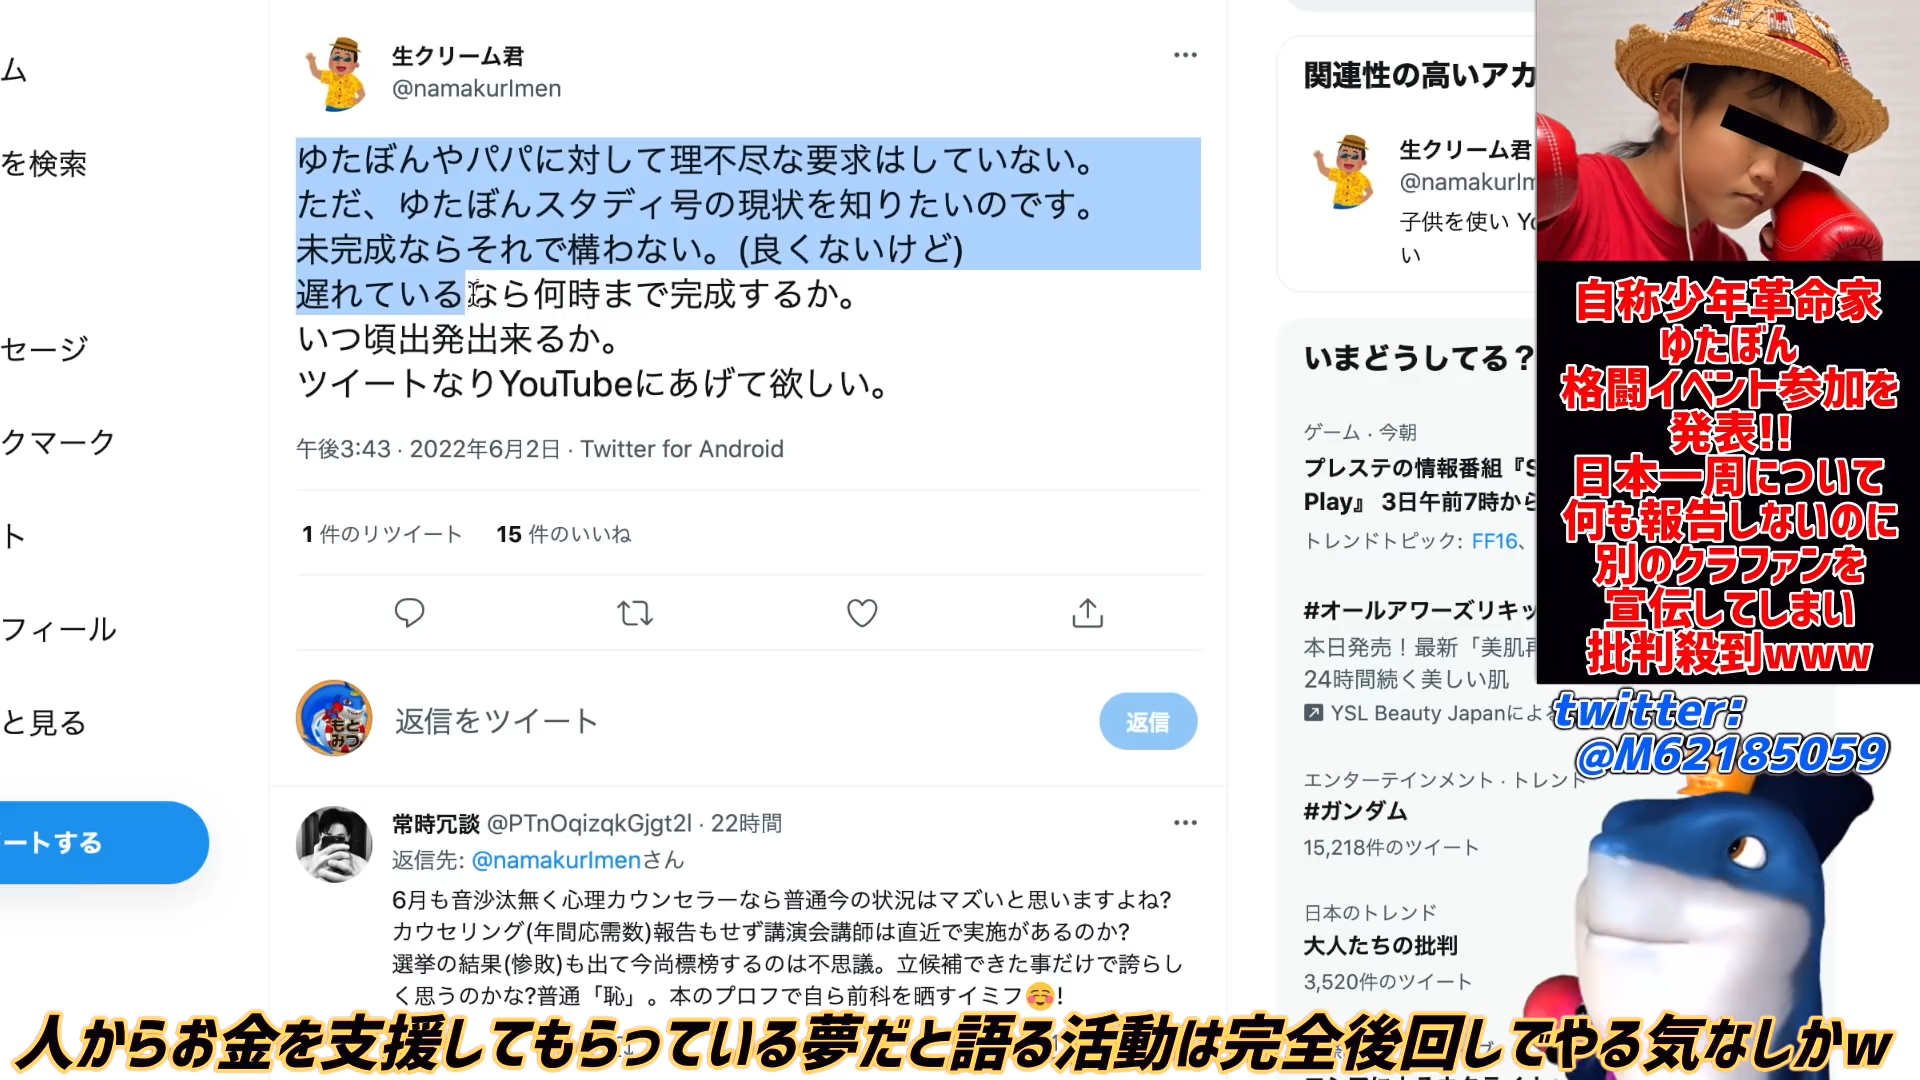 ム
を検索
セージ
クマーク
ト
フィール
と見る
ートする
生クリーム君
@namakurImen
ゆたぼんやパパに対して理不尽な要求はしていない。
ただ、ゆたぼんスタディ号の現状を知りたいのです。
未完成ならそれで構わない。(良くないけど)
遅れているなら何時まで完成するか。
いつ頃出発出来るか。
ツイートなりYouTubeにあげて欲しい。
午後3:43 · 2022年6月2日 · Twitter for Android
1 件のリツイート 15 件のいいね
もと
みつ
返信をツイート
返信
常時冗談 @PTnOqizqkGjgt2l · 22時間
返信先: @namakurImenさん
6月も音沙汰無く心理カウンセラーなら普通今の状況はマズいと思いますよね?
カウセリング(年間応需数)報告もせず講演会講師は直近で実施があるのか?
選挙の結果(惨敗)も出て今尚標榜するのは不思議。立候補できた事だけで誇らし
く思うのかな?普通「恥」。本のプロフで自ら前科を晒すイミフ☺️!
関連性の高いアカ
生クリーム君
@namakurIm
子供を使い Yo
い
いまどうしてる？
ゲーム · 今朝
プレステの情報番組『S
Play』 3日午前7時から
トレンドトピック: FF16、
#オールアワーズリキッ
本日発売！最新「美肌再
24時間続く美しい肌
YSL Beauty Japanによる
エンターテインメント · トレンド
#ガンダム
15,218件のツイート
日本のトレンド
大人たちの批判
3,520件のツイート
自称少年革命家
ゆたぼん
格闘イベント参加を
発表!!
日本一周について
何も報告しないのに
別のクラファンを
宣伝してしまい
批判殺到www
twitter:
@M62185059
人からお金を支援してもらっている夢だと語る活動は完全後回しでやる気なしかw